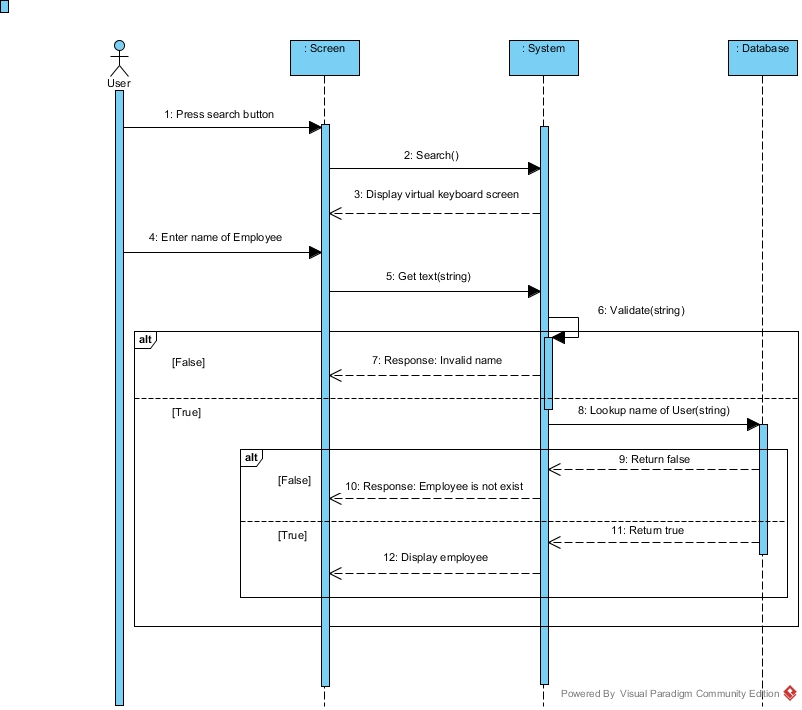 : Screen
: System
: Database
User
1: Press search button
2: Search()
3: Display virtual keyboard screen
4: Enter name of Employee
5: Get text(string)
6: Validate(string)
alt
[False]
7: Response: Invalid name
[True]
8: Lookup name of User(string)
alt
9: Return false
[False]
10: Response: Employee is not exist
[True]
11: Return true
12: Display employee
Powered By Visual Paradigm Community Edition